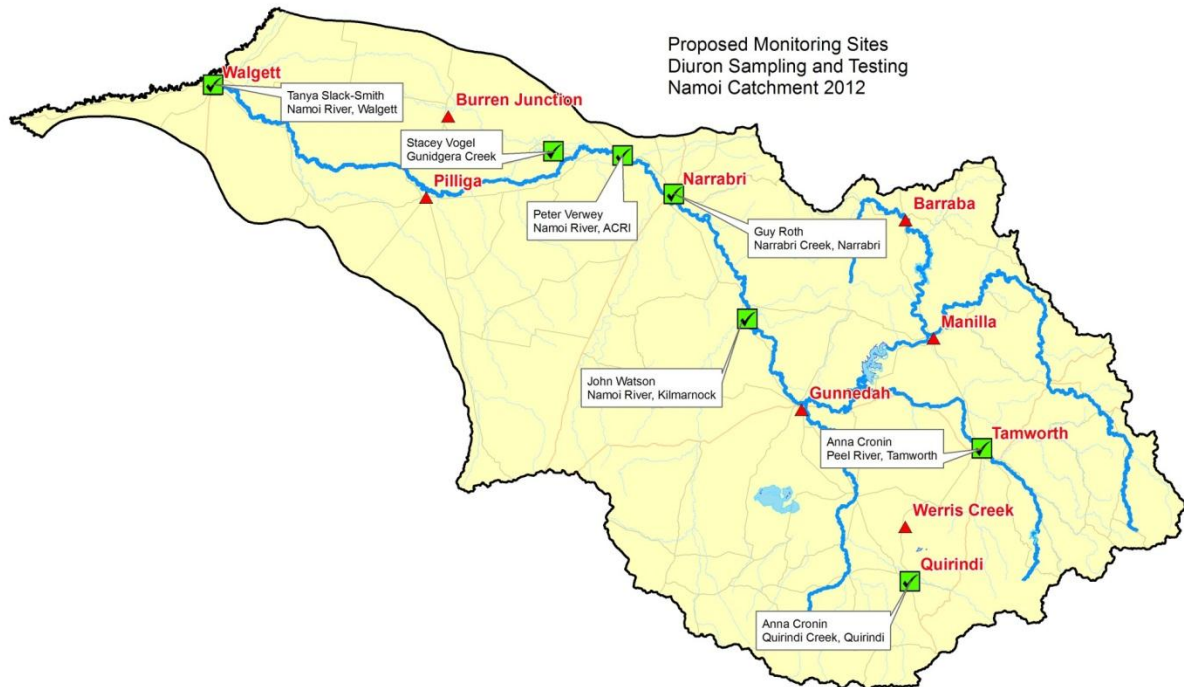 Proposed Monitoring Sites
Diuron Sampling and Testing
Namoi Catchment 2012
Walgett
Tanya Slack-Smith
Namoi River, Walgett
Burren Junction
Stacey Vogel
Gunidgera Creek
Pilliga
Narrabri
Peter Verwey
Namoi River, ACRI
Guy Roth
Narrabri Creek, Narrabri
Barraba
Manilla
John Watson
Namoi River, Kilmarnock
Gunnedah
Anna Cronin
Peel River, Tamworth
Tamworth
Werris Creek
Quirindi
Anna Cronin
Quirindi Creek, Quirindi